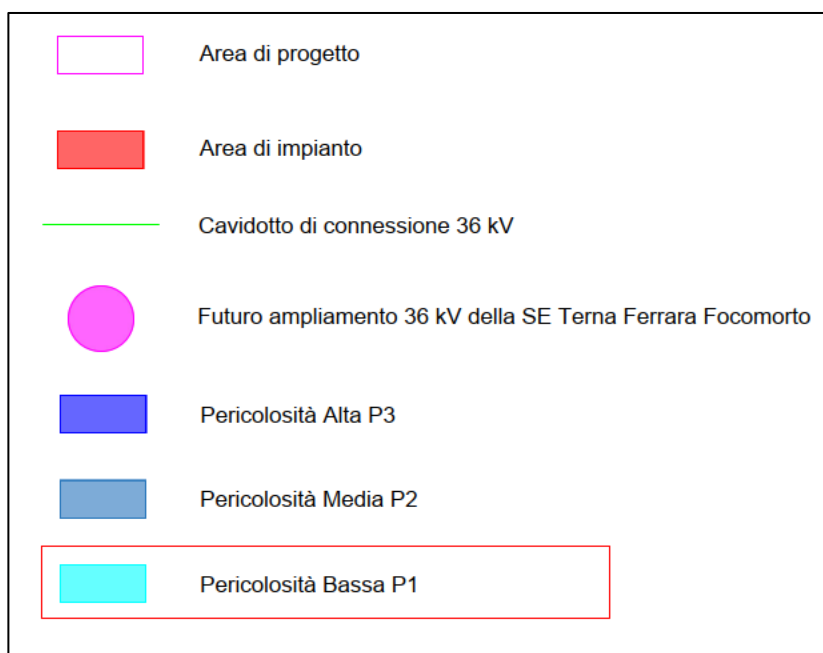 Area di progetto
Area di impianto
Cavidotto di connessione 36 kV
Futuro ampliamento 36 kV della SE Terna Ferrara Focomorto
Pericolosità Alta P3
Pericolosità Media P2
Pericolosità Bassa P1